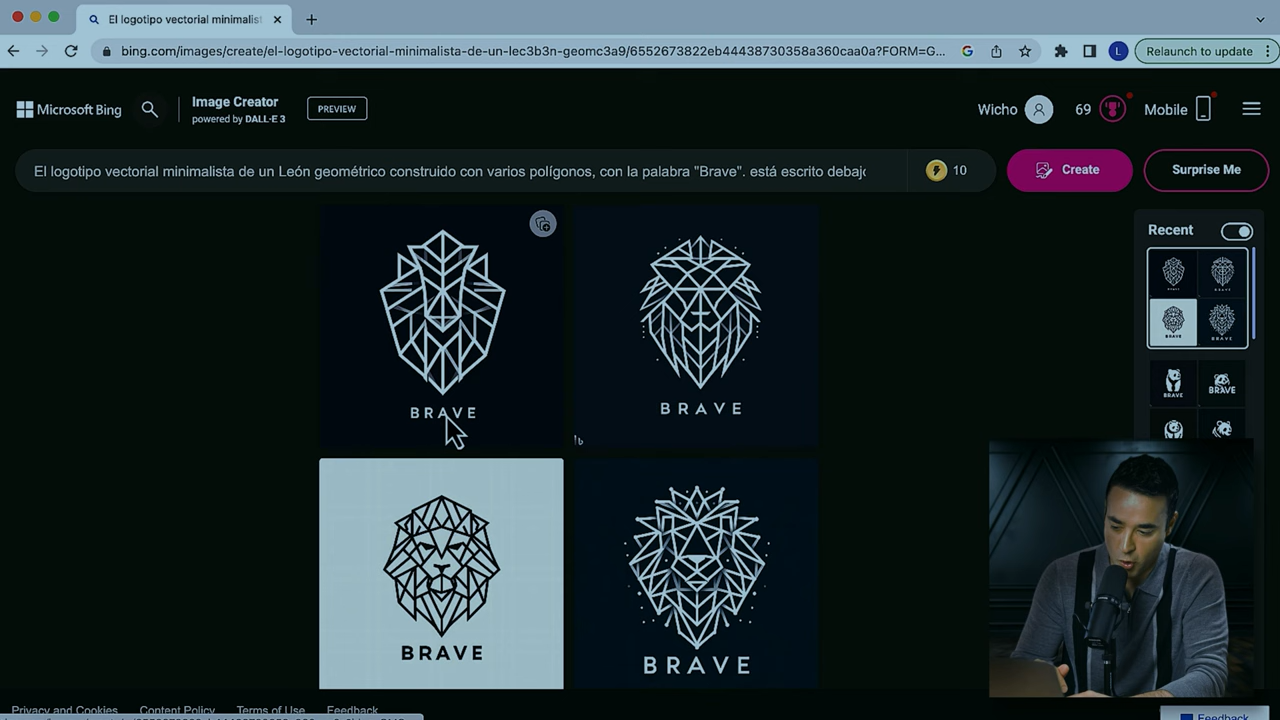 El logotipo vectorial minimalist
bing.com/images/create/el-logotipo-vectorial-minimalista-de-un-lec3b3n-geomc3a9/6552673822eb44438730358a360caa0a?FORM=G...
L
Relaunch to update
Microsoft Bing
Image Creator
powered by DALL·E 3
PREVIEW
Wicho
69
Mobile
El logotipo vectorial minimalista de un León geométrico construido con varios polígonos, con la palabra "Brave". está escrito debajo
10
Create
Surprise Me
Recent
BRAVE
BRAVE
BRAVE
BRAVE
BRAVE
BRAVE
BRAVE
BRAVE
Privacy and Cookies
Content Policy
Terms of Use
Feedback
Feedback